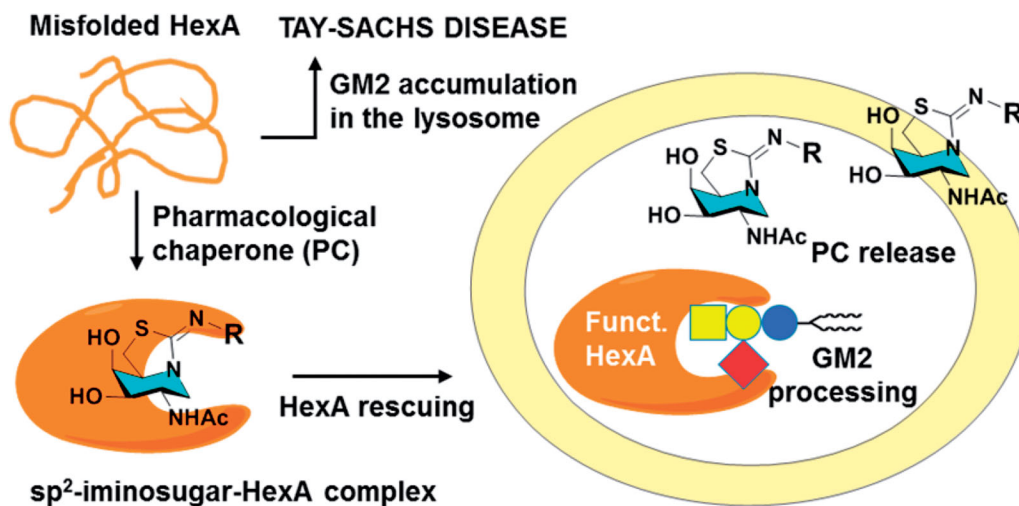 Misfolded HexA
TAY-SACHS DISEASE
GM2 accumulation
in the lysosome
Pharmacological
chaperone (PC)
S
N
R
HO
N
HO
NHAc
sp²-iminosugar-HexA complex
HexA rescuing
S
N
R
HO
N
HO
NHAc
PC release
S
N
R
HO
N
HO
NHAc
Funct.
HexA
GM2
processing